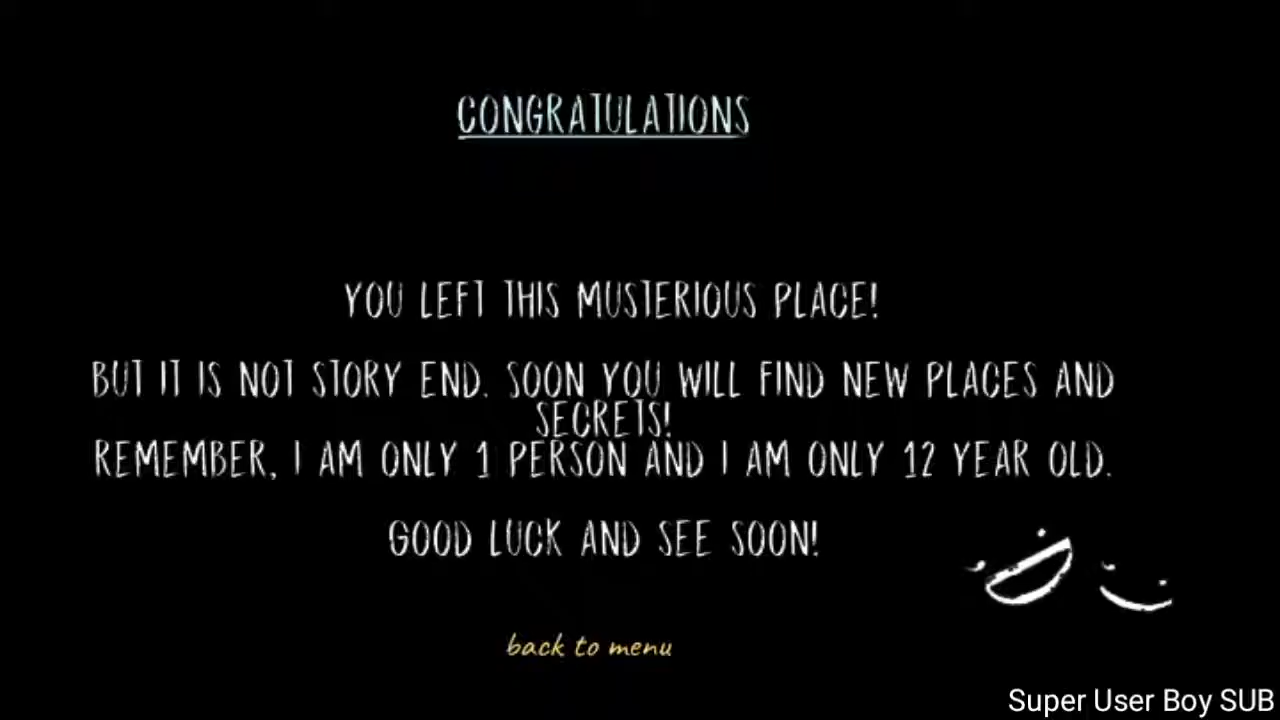 CONGRATULATIONS
YOU LEFT THIS MUSTERIOUS PLACE!
BUT IT IS NOT STORY END. SOON YOU WILL FIND NEW PLACES AND
SECRETS!
REMEMBER, I AM ONLY 1 PERSON AND I AM ONLY 12 YEAR OLD.
GOOD LUCK AND SEE SOON!
back to menu
Super User Boy SUB